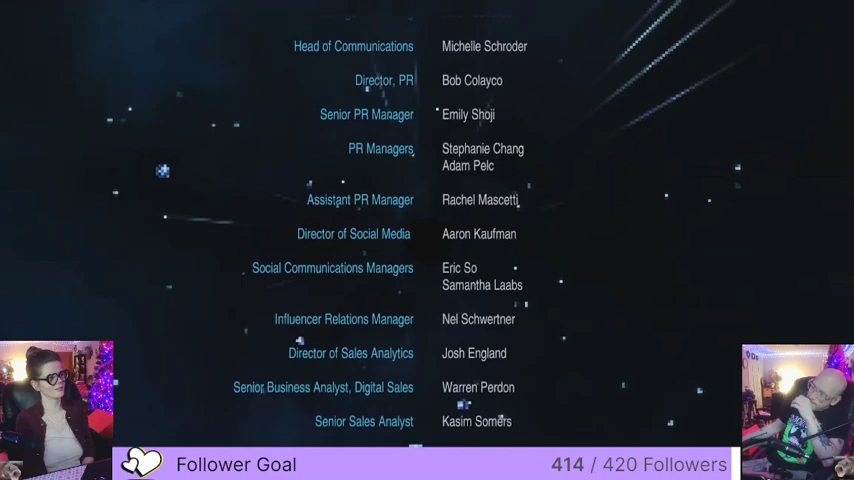 Head of Communications Michelle Schroder
Director, PR Bob Colayco
Senior PR Manager Emily Shoji
PR Managers Stephanie Chang
Adam Pelc
Assistant PR Manager Rachel Mascetti
Director of Social Media Aaron Kaufman
Social Communications Managers Eric So
Samantha Laabs
Influencer Relations Manager Nel Schwertner
Director of Sales Analytics Josh England
Senior Business Analyst, Digital Sales Warren Perdon
Senior Sales Analyst Kasim Somers
Follower Goal 414 / 420 Followers